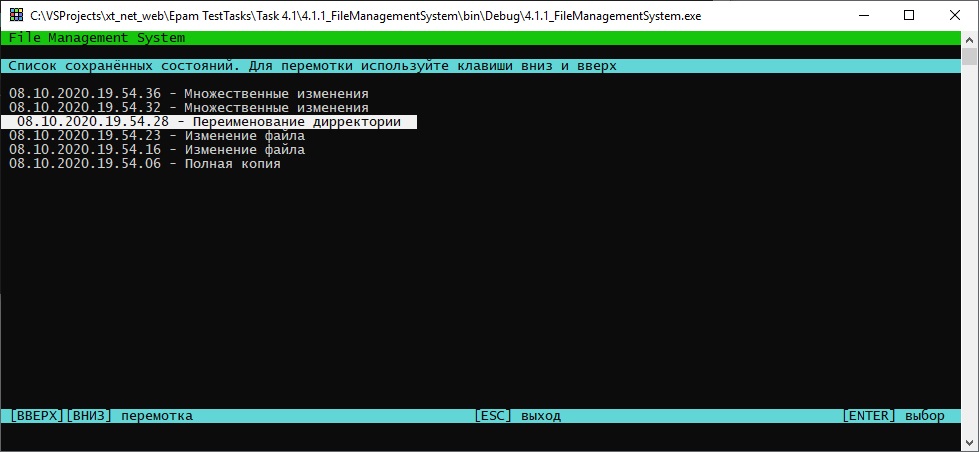 C:\VSProjects\xt_net_web\Epam TestTasks\Task 4.1\4.1.1_FileManagementSystem\bin\Debug\4.1.1_FileManagementSystem.exe
File Management System
Список сохранённых состояний. Для перемотки используйте клавиши вниз и вверх
08.10.2020.19.54.36 - Множественные изменения
08.10.2020.19.54.32 - Множественные изменения
08.10.2020.19.54.28 - Переименование дирректории
08.10.2020.19.54.23 - Изменение файла
08.10.2020.19.54.16 - Изменение файла
08.10.2020.19.54.06 - Полная копия
[ВВЕРХ][ВНИЗ] перемотка [ESC] выход [ENTER] выбор